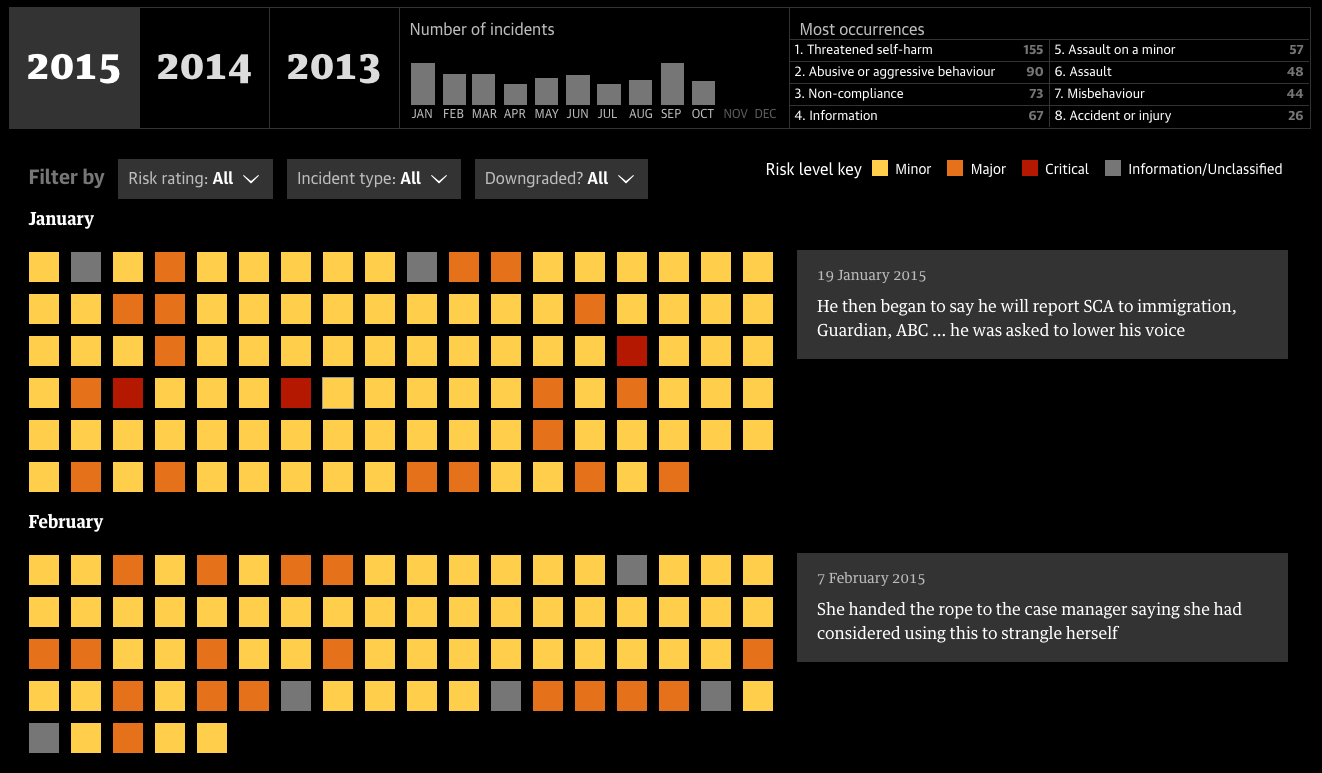 2015
2014
2013
Number of incidents
JAN FEB MAR APR MAY JUN JUL AUG SEP OCT NOV DEC
Most occurrences
1. Threatened self-harm 155
2. Abusive or aggressive behaviour 90
3. Non-compliance 73
4. Information 67
5. Assault on a minor 57
6. Assault 48
7. Misbehaviour 44
8. Accident or injury 26
Filter by
Risk rating: All
Incident type: All
Downgraded? All
Risk level key
Minor
Major
Critical
Information/Unclassified
January
19 January 2015
He then began to say he will report SCA to immigration,
Guardian, ABC ... he was asked to lower his voice
February
7 February 2015
She handed the rope to the case manager saying she had
considered using this to strangle herself